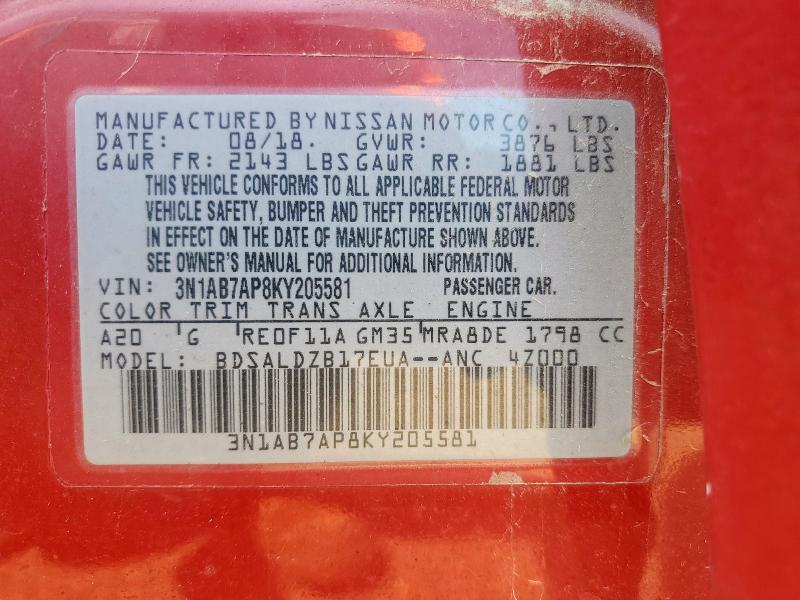 MANUFACTURED BY NISSAN MOTOR CO., LTD.
DATE: 08/18. GVWR: 3876 LBS
GAWR FR: 2143 LBS GAWR RR: 1881 LBS
THIS VEHICLE CONFORMS TO ALL APPLICABLE FEDERAL MOTOR
VEHICLE SAFETY, BUMPER AND THEFT PREVENTION STANDARDS
IN EFFECT ON THE DATE OF MANUFACTURE SHOWN ABOVE.
SEE OWNER'S MANUAL FOR ADDITIONAL INFORMATION.
VIN: 3N1AB7AP8KY205581 PASSENGER CAR.
COLOR TRIM TRANS AXLE ENGINE
A20 G RE0F11A GM35 MRA8DE 1798 CC
MODEL: BDSALDZB17EUA--ANC 4Z000
3N1AB7AP8KY205581